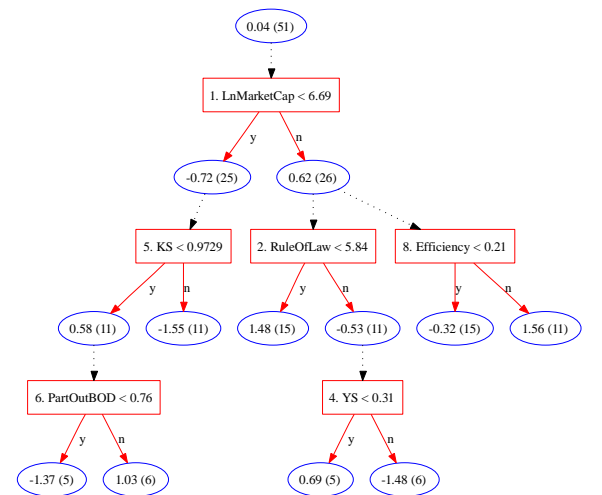 0.04 (51)
1. LnMarketCap < 6.69
y
n
-0.72 (25)
0.62 (26)
5. KS < 0.9729
2. RuleOfLaw < 5.84
8. Efficiency < 0.21
y
n
y
n
y
n
0.58 (11)
-1.55 (11)
1.48 (15)
-0.53 (11)
-0.32 (15)
1.56 (11)
6. PartOutBOD < 0.76
4. YS < 0.31
y
n
y
n
-1.37 (5)
1.03 (6)
0.69 (5)
-1.48 (6)